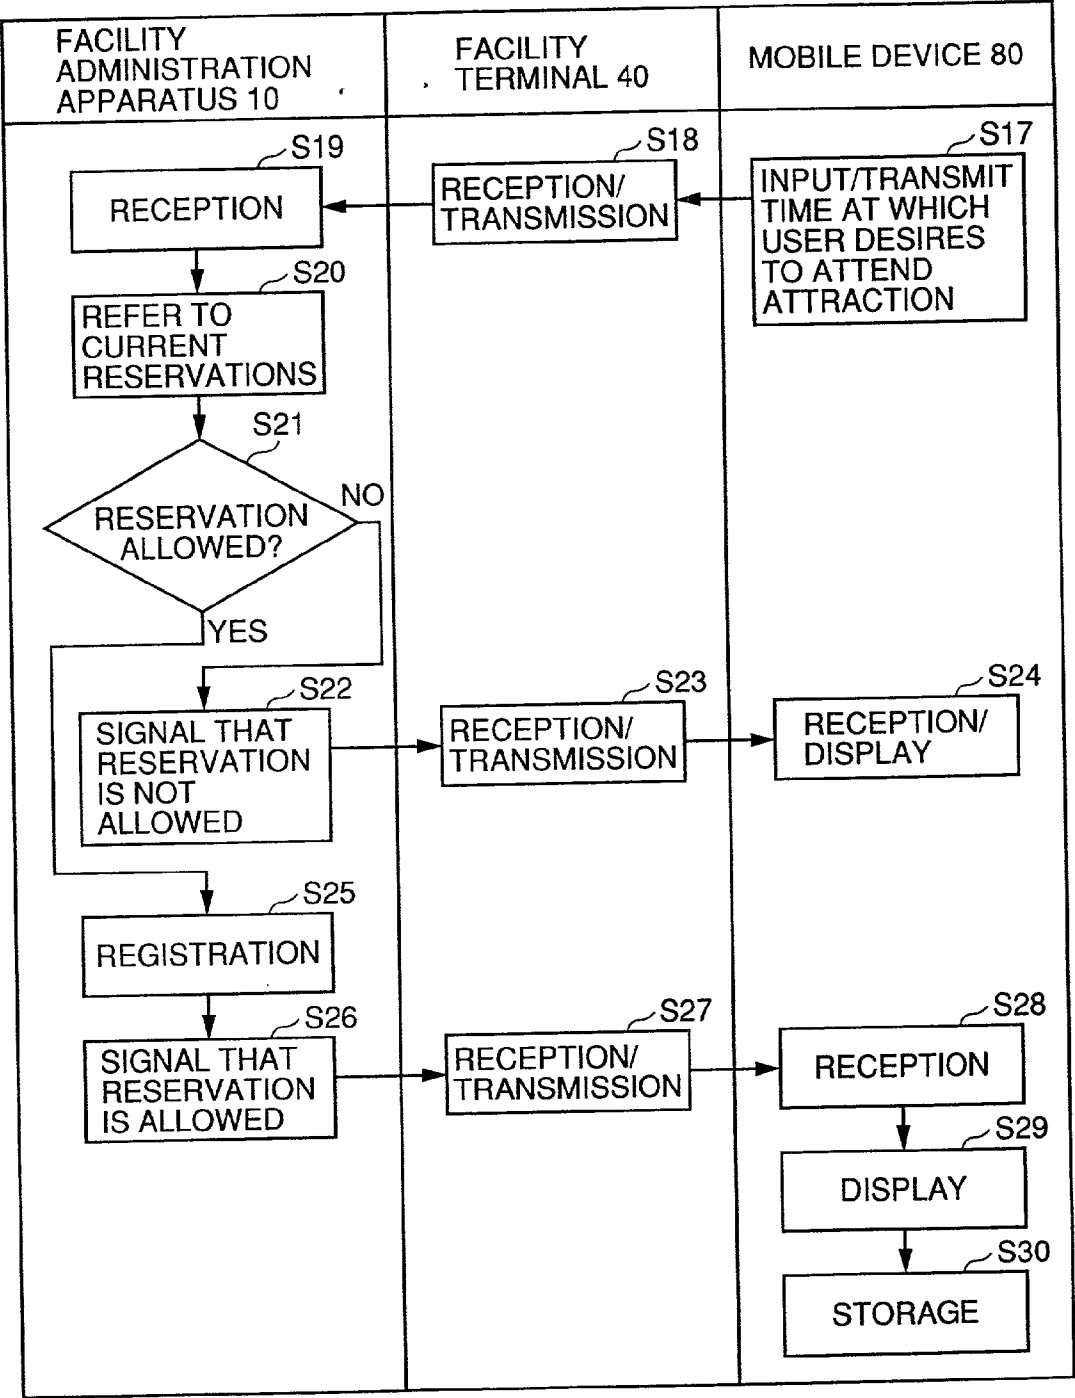 FACILITY
ADMINISTRATION
APPARATUS 10
FACILITY
TERMINAL 40
MOBILE DEVICE 80
S19
RECEPTION
S18
RECEPTION/
TRANSMISSION
S17
INPUT/TRANSMIT
TIME AT WHICH
USER DESIRES
TO ATTEND
ATTRACTION
S20
REFER TO
CURRENT
RESERVATIONS
S21
RESERVATION
ALLOWED?
NO
YES
S22
SIGNAL THAT
RESERVATION
IS NOT
ALLOWED
S23
RECEPTION/
TRANSMISSION
S24
RECEPTION/
DISPLAY
S25
REGISTRATION
S26
SIGNAL THAT
RESERVATION
IS ALLOWED
S27
RECEPTION/
TRANSMISSION
S28
RECEPTION
S29
DISPLAY
S30
STORAGE